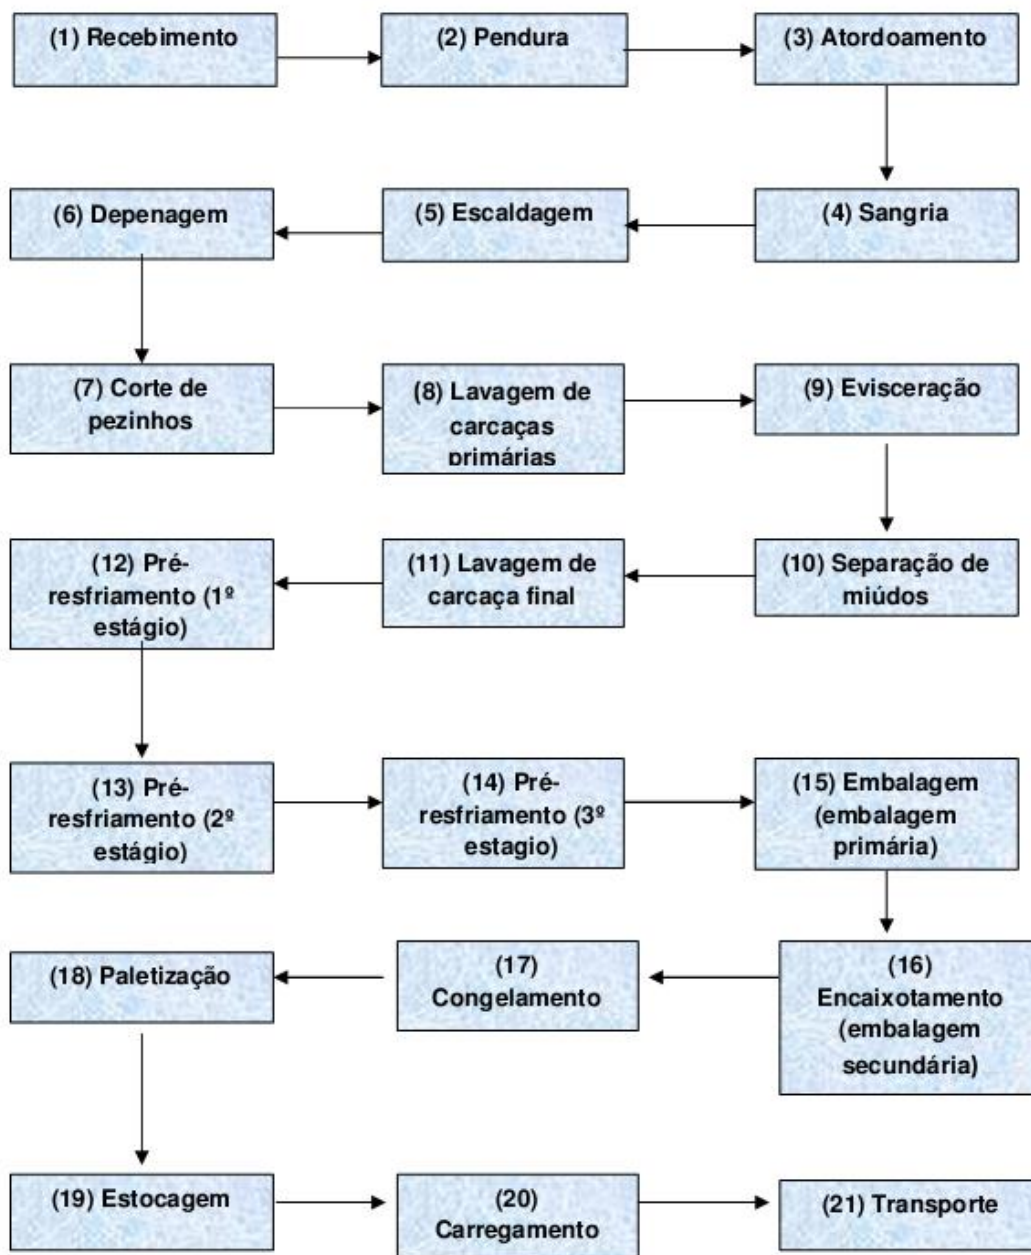 (1) Recebimento
(2) Pendura
(3) Atordoamento
(4) Sangria
(5) Escaldagem
(6) Depenagem
(7) Corte de
pezinhos
(8) Lavagem de
carcaças
primárias
(9) Evisceração
(10) Separação de
miúdos
(11) Lavagem de
carcaça final
(12) Pré-
resfriamento (1º
estágio)
(13) Pré-
resfriamento (2º
estágio)
(14) Pré-
resfriamento (3º
estagio)
(15) Embalagem
(embalagem
primária)
(16)
Encaixotamento
(embalagem
secundária)
(17)
Congelamento
(18) Paletização
(19) Estocagem
(20)
Carregamento
(21) Transporte